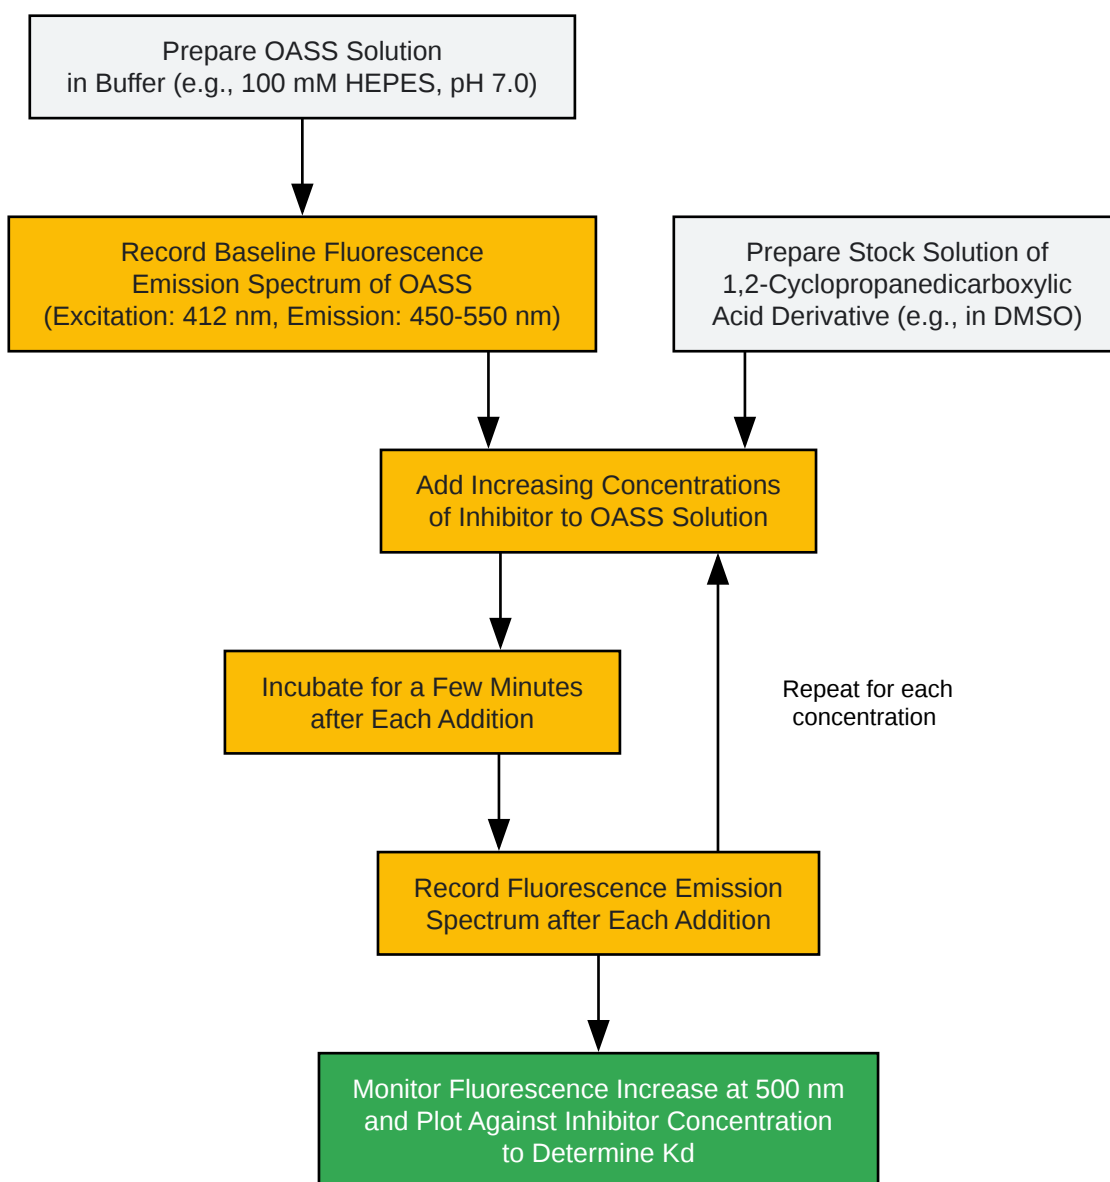 Prepare OASS Solution
in Buffer (e.g., 100 mM HEPES, pH 7.0)
Record Baseline Fluorescence
Emission Spectrum of OASS
(Excitation: 412 nm, Emission: 450-550 nm)
Prepare Stock Solution of
1,2-Cyclopropanedicarboxylic
Acid Derivative (e.g., in DMSO)
Add Increasing Concentrations
of Inhibitor to OASS Solution
Incubate for a Few Minutes
after Each Addition
Repeat for each
concentration
Record Fluorescence Emission
Spectrum after Each Addition
Monitor Fluorescence Increase at 500 nm
and Plot Against Inhibitor Concentration
to Determine Kd